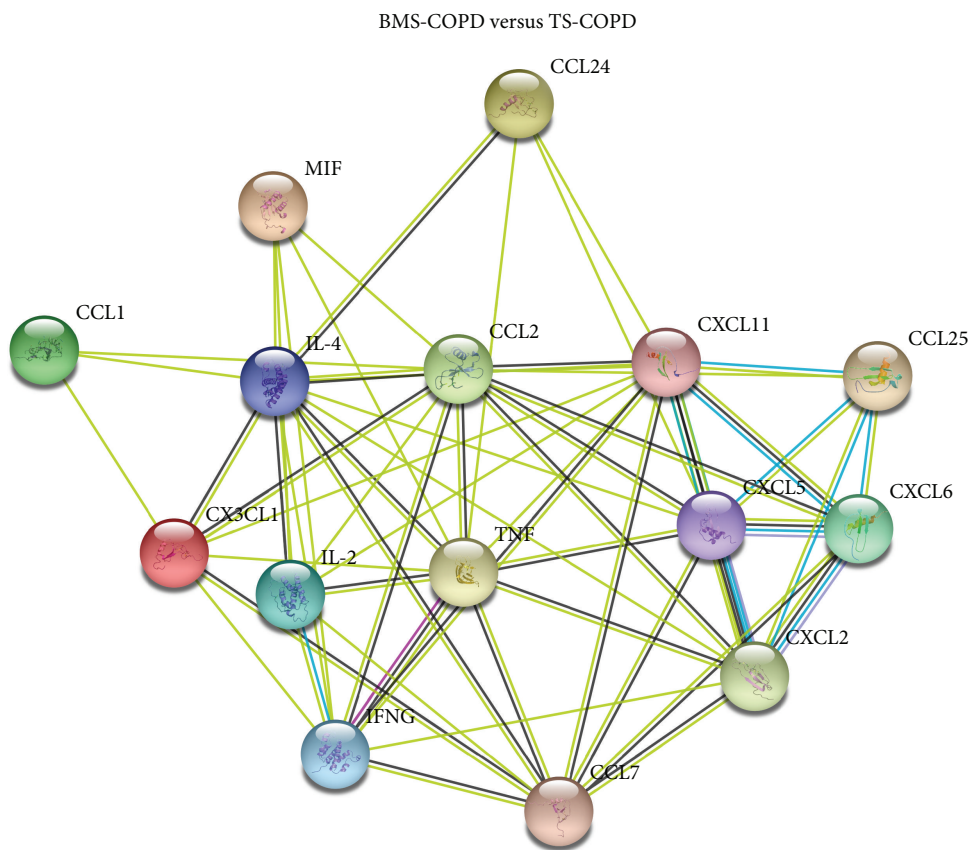 BMS-COPD versus TS-COPD
CCL24
MIF
CCL1
IL-4
CCL2
CXCL11
CCL25
CX3CL1
IL-2
TNF
CXCL5
CXCL6
CXCL2
IFNG
CCL7